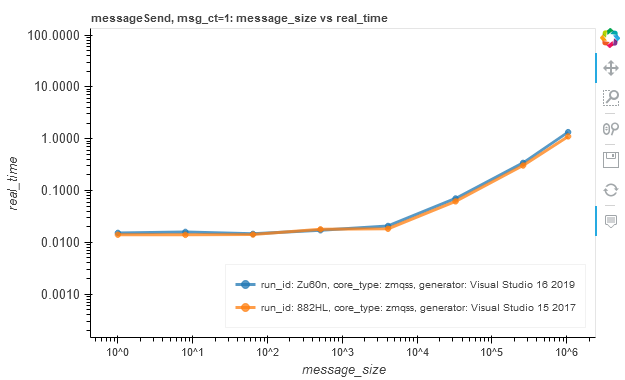 messageSend, msg_ct=1: message_size vs real_time
100.0000
10.0000
1.0000
0.1000
0.0100
0.0010
real_time
run_id: Zu60n, core_type: zmqss, generator: Visual Studio 16 2019
run_id: 882HL, core_type: zmqss, generator: Visual Studio 15 2017
10^0 10^1 10^2 10^3 10^4 10^5 10^6
message_size